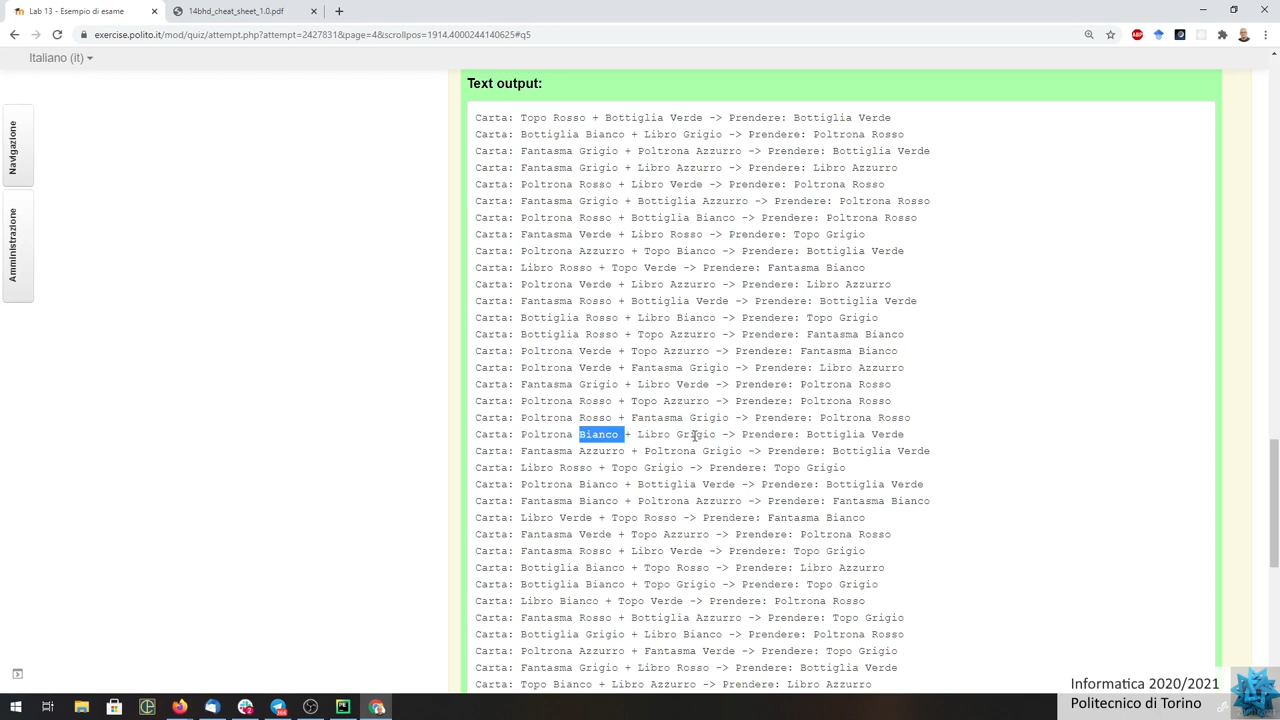 Lab 13 - Esempio di esame
14bhd_cheat_sheet_1.0.pdf
exercise.polito.it/mod/quiz/attempt.php?attempt=2427831&page=4&scrollpos=1914.4000244140625#q5
Italiano (it)
Navigazione
Amministrazione
Text output:
Carta: Topo Rosso + Bottiglia Verde -> Prendere: Bottiglia Verde
Carta: Bottiglia Bianco + Libro Grigio -> Prendere: Poltrona Rosso
Carta: Fantasma Grigio + Poltrona Azzurro -> Prendere: Bottiglia Verde
Carta: Fantasma Grigio + Libro Azzurro -> Prendere: Libro Azzurro
Carta: Poltrona Rosso + Libro Verde -> Prendere: Poltrona Rosso
Carta: Fantasma Grigio + Bottiglia Azzurro -> Prendere: Poltrona Rosso
Carta: Poltrona Rosso + Bottiglia Bianco -> Prendere: Poltrona Rosso
Carta: Fantasma Verde + Libro Rosso -> Prendere: Topo Grigio
Carta: Poltrona Azzurro + Topo Bianco -> Prendere: Bottiglia Verde
Carta: Libro Rosso + Topo Verde -> Prendere: Fantasma Bianco
Carta: Poltrona Verde + Libro Azzurro -> Prendere: Libro Azzurro
Carta: Fantasma Rosso + Bottiglia Verde -> Prendere: Bottiglia Verde
Carta: Bottiglia Rosso + Libro Bianco -> Prendere: Topo Grigio
Carta: Bottiglia Rosso + Topo Azzurro -> Prendere: Fantasma Bianco
Carta: Poltrona Verde + Topo Azzurro -> Prendere: Fantasma Bianco
Carta: Poltrona Verde + Fantasma Grigio -> Prendere: Libro Azzurro
Carta: Fantasma Grigio + Libro Verde -> Prendere: Poltrona Rosso
Carta: Poltrona Rosso + Topo Azzurro -> Prendere: Poltrona Rosso
Carta: Poltrona Rosso + Fantasma Grigio -> Prendere: Poltrona Rosso
Carta: Poltrona Bianco + Libro Grigio -> Prendere: Bottiglia Verde
Carta: Fantasma Azzurro + Poltrona Grigio -> Prendere: Bottiglia Verde
Carta: Libro Rosso + Topo Grigio -> Prendere: Topo Grigio
Carta: Poltrona Bianco + Bottiglia Verde -> Prendere: Bottiglia Verde
Carta: Fantasma Bianco + Poltrona Azzurro -> Prendere: Fantasma Bianco
Carta: Libro Verde + Topo Rosso -> Prendere: Fantasma Bianco
Carta: Fantasma Verde + Topo Azzurro -> Prendere: Poltrona Rosso
Carta: Fantasma Rosso + Libro Verde -> Prendere: Topo Grigio
Carta: Bottiglia Bianco + Topo Rosso -> Prendere: Libro Azzurro
Carta: Bottiglia Bianco + Topo Grigio -> Prendere: Topo Grigio
Carta: Libro Bianco + Topo Verde -> Prendere: Poltrona Rosso
Carta: Fantasma Rosso + Bottiglia Azzurro -> Prendere: Topo Grigio
Carta: Bottiglia Grigio + Libro Bianco -> Prendere: Poltrona Rosso
Carta: Poltrona Azzurro + Fantasma Verde -> Prendere: Topo Grigio
Carta: Fantasma Grigio + Libro Rosso -> Prendere: Bottiglia Verde
Carta: Topo Bianco + Libro Azzurro -> Prendere: Libro Azzurro
Informatica 2020/2021
Politecnico di Torino